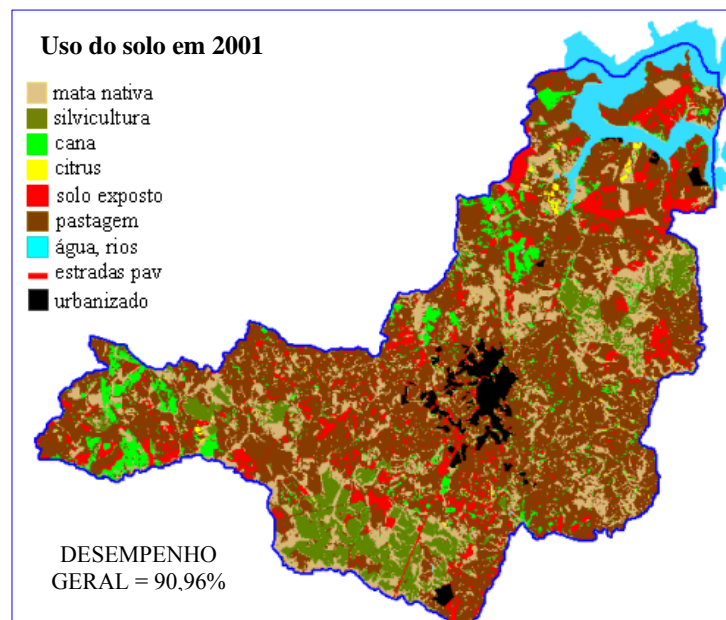 Uso do solo em 2001
mata nativa
silvicultura
cana
citrus
solo exposto
pastagem
água, rios
estradas pav
urbanizado
DESEMPENHO
GERAL = 90,96%